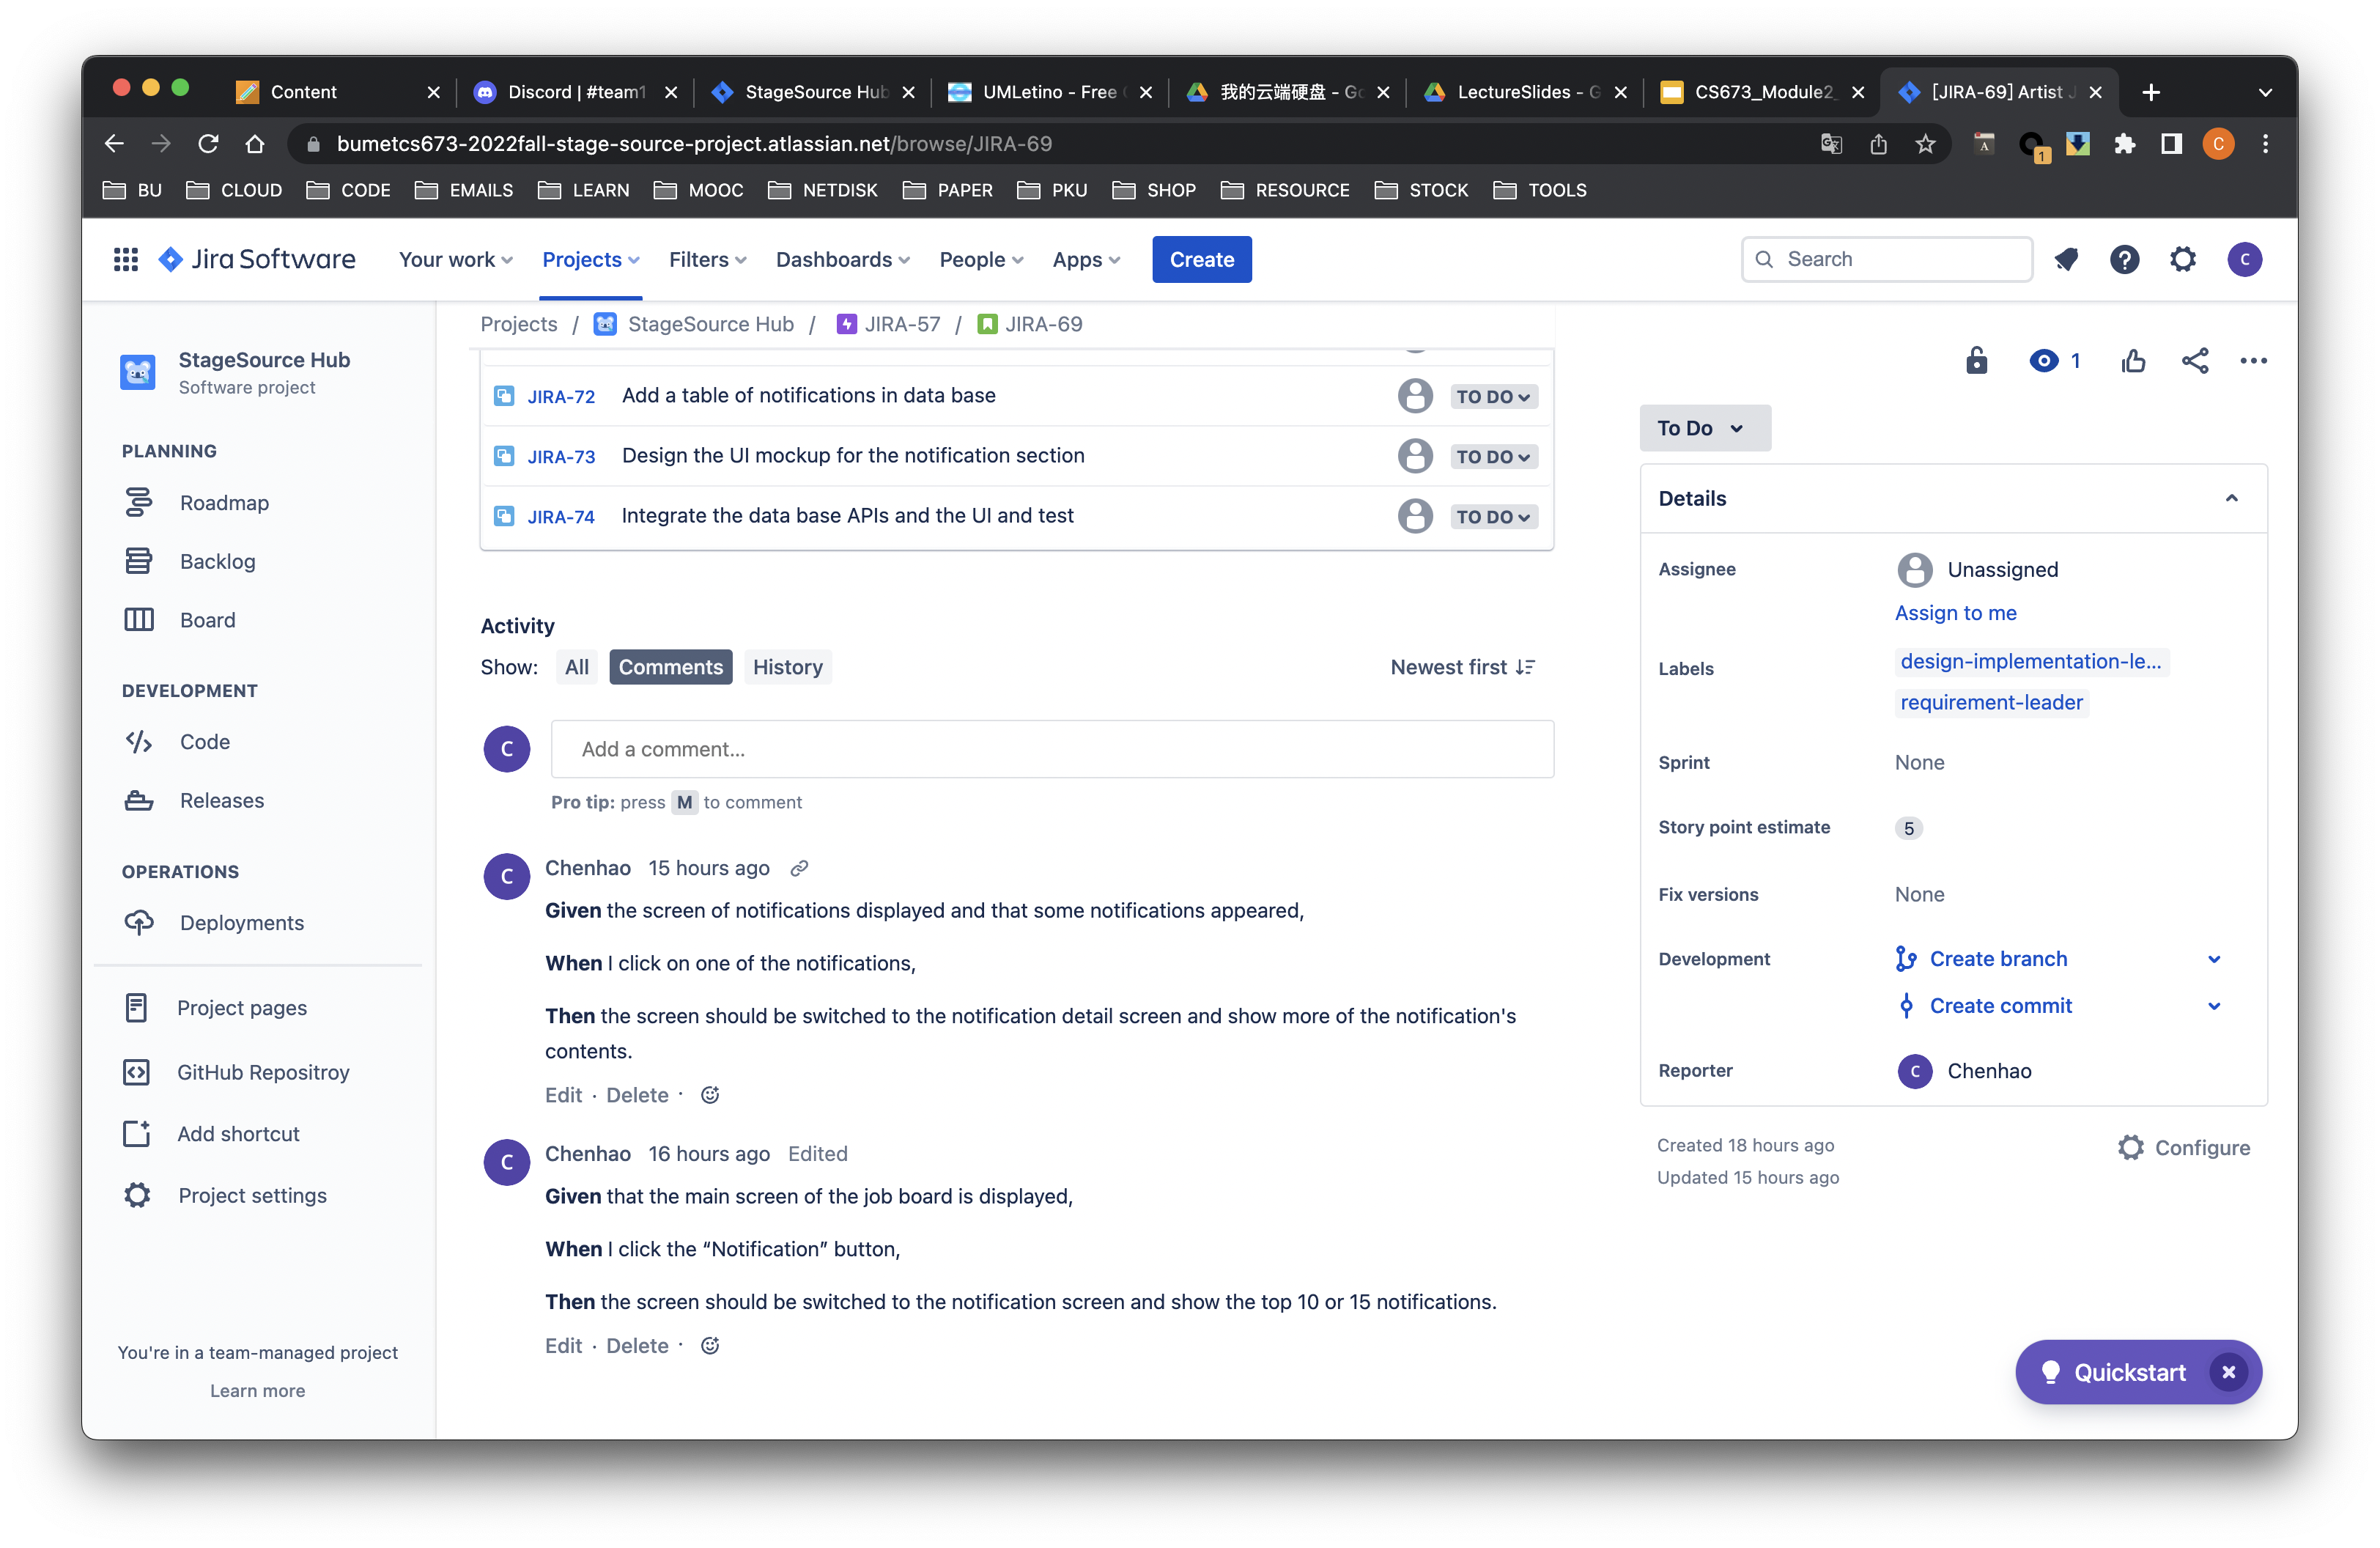 Content
Discord | #team1
StageSource Hub
UMLetino - Free
我的云端硬盘 - Go
LectureSlides - G
CS673_Module2_
[JIRA-69] Artist J
bumetcs673-2022fall-stage-source-project.atlassian.net/browse/JIRA-69
A
1
C
BU
CLOUD
CODE
EMAILS
LEARN
MOOC
NETDISK
PAPER
PKU
SHOP
RESOURCE
STOCK
TOOLS
Jira Software
Your work
Projects
Filters
Dashboards
People
Apps
Create
Search
C
StageSource Hub
Software project
PLANNING
Roadmap
Backlog
Board
DEVELOPMENT
Code
Releases
OPERATIONS
Deployments
Project pages
GitHub Repositroy
Add shortcut
Project settings
You're in a team-managed project
Learn more
Projects / StageSource Hub / JIRA-57 / JIRA-69
JIRA-72 Add a table of notifications in data base TO DO
JIRA-73 Design the UI mockup for the notification section TO DO
JIRA-74 Integrate the data base APIs and the UI and test TO DO
Activity
Show: All Comments History Newest first
C
Add a comment...
Pro tip: press M to comment
C
Chenhao 15 hours ago
Given the screen of notifications displayed and that some notifications appeared,
When I click on one of the notifications,
Then the screen should be switched to the notification detail screen and show more of the notification's
contents.
Edit · Delete ·
C
Chenhao 16 hours ago Edited
Given that the main screen of the job board is displayed,
When I click the “Notification” button,
Then the screen should be switched to the notification screen and show the top 10 or 15 notifications.
Edit · Delete ·
1
To Do
Details
Assignee Unassigned
Assign to me
Labels design-implementation-le...
requirement-leader
Sprint None
Story point estimate 5
Fix versions None
Development Create branch
Create commit
Reporter C Chenhao
Created 18 hours ago
Configure
Updated 15 hours ago
Quickstart